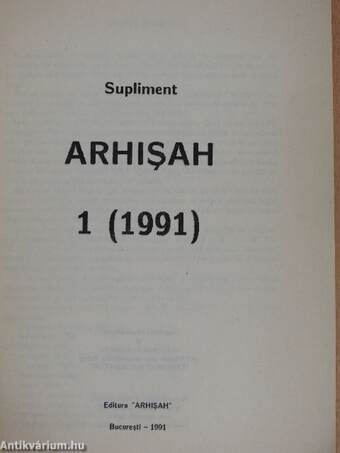 Supliment
ARHIŞAH
1 (1991)
Editura "ARHIŞAH"
Bucureşti - 1991
Antikvárium.hu